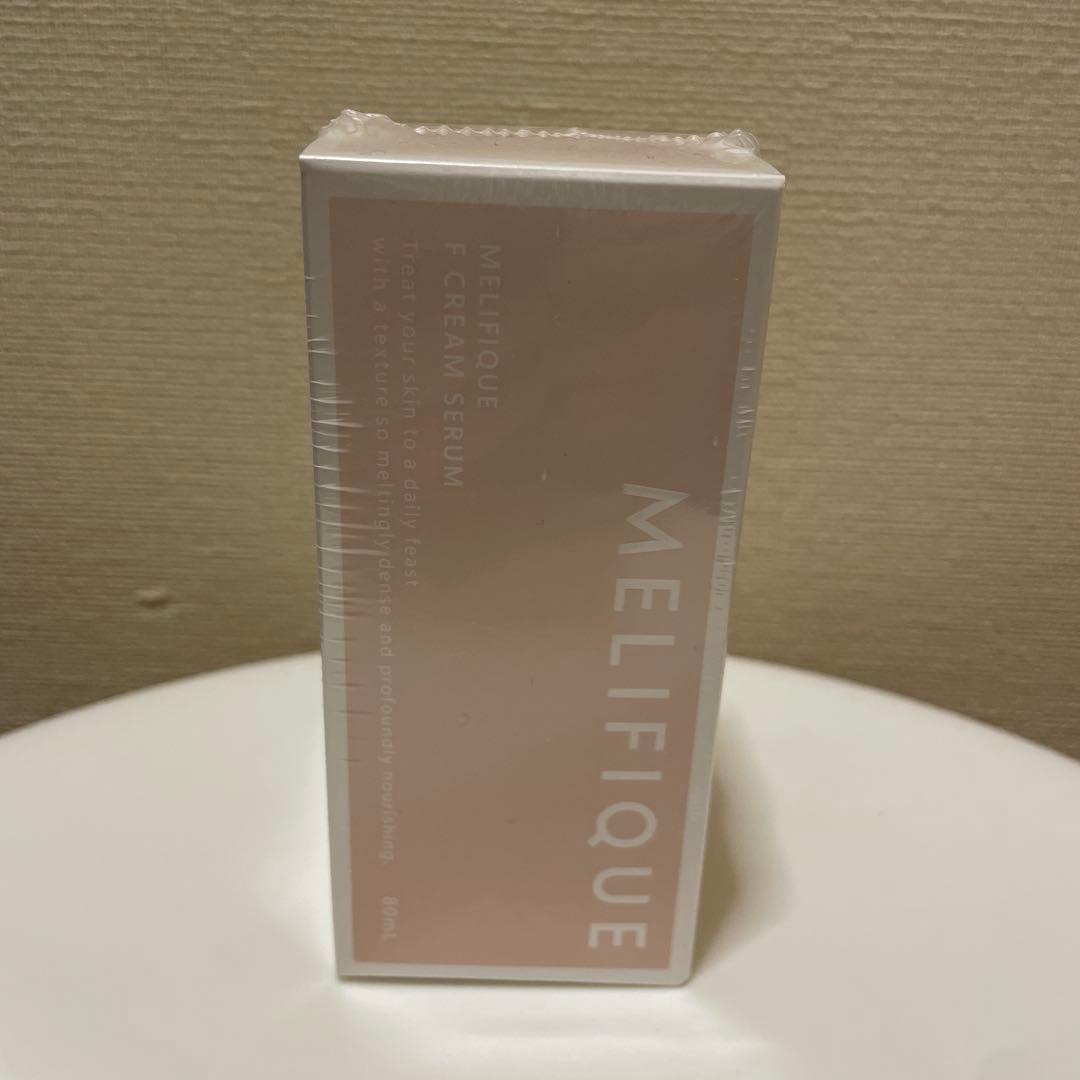 MELIFIQUE
MELIFIQUE
F CREAM SERUM
Treat your skin to a daily feast
with a texture so meltingly dense and profoundly nourishing.
80mL